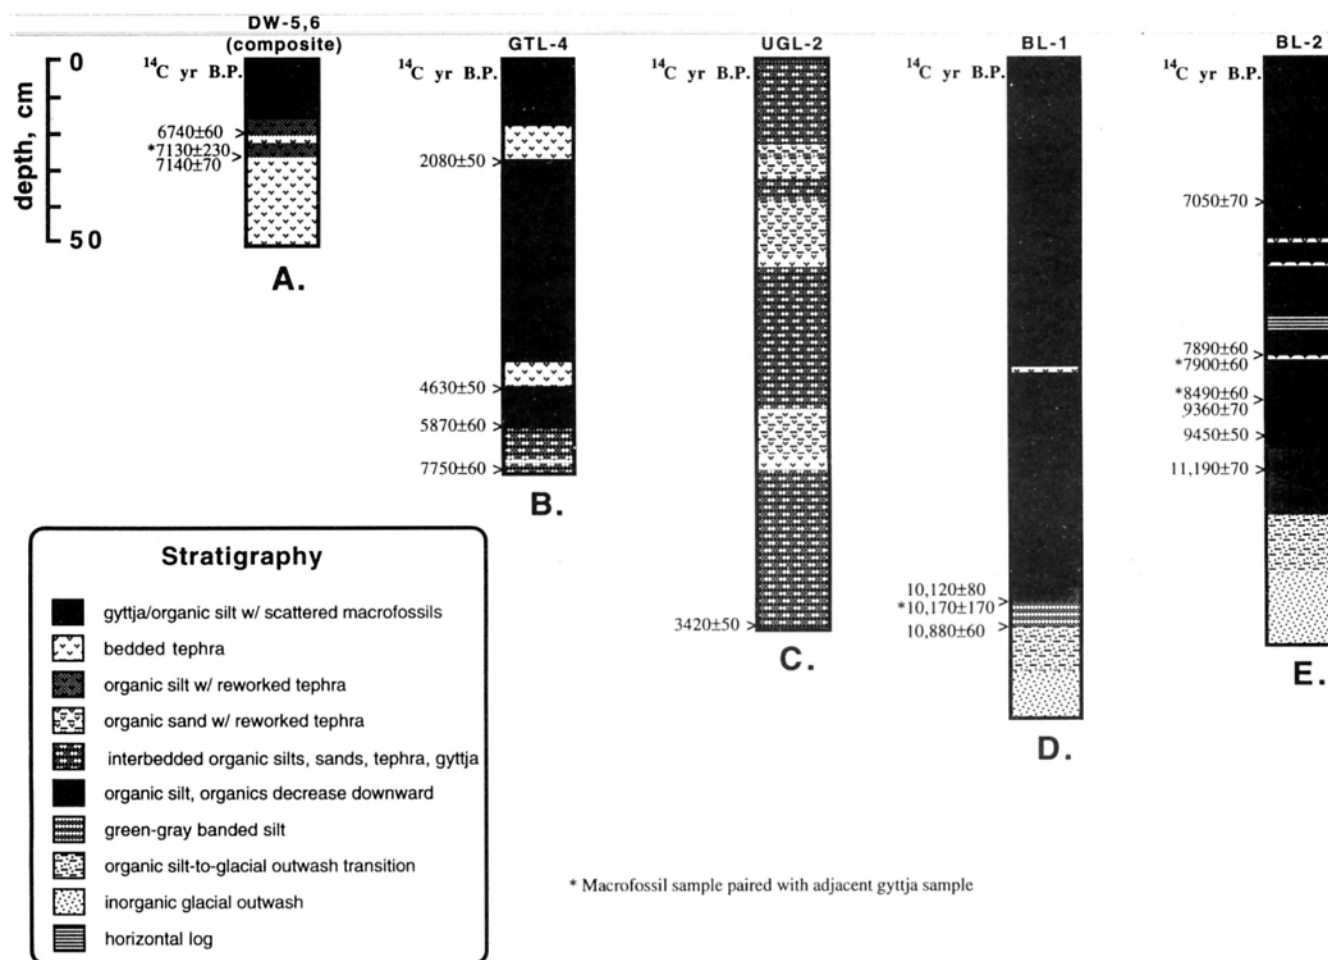 DW-5,6
(composite)
GTL-4
UGL-2
BL-1
BL-2
14C yr B.P.
14C yr B.P.
14C yr B.P.
14C yr B.P.
14C yr B.P.
depth, cm
0
50
6740±60
*7130±230
7140±70
A.
2080±50
4630±50
5870±60
7750±60
B.
3420±50
C.
10,120±80
*10,170±170
10,880±60
D.
7050±70
7890±60
*7900±60
*8490±60
9360±70
9450±50
11,190±70
E.
Stratigraphy
gyttja/organic silt w/ scattered macrofossils
bedded tephra
organic silt w/ reworked tephra
organic sand w/ reworked tephra
interbedded organic silts, sands, tephra, gyttja
organic silt, organics decrease downward
green-gray banded silt
organic silt-to-glacial outwash transition
inorganic glacial outwash
horizontal log
* Macrofossil sample paired with adjacent gyttja sample